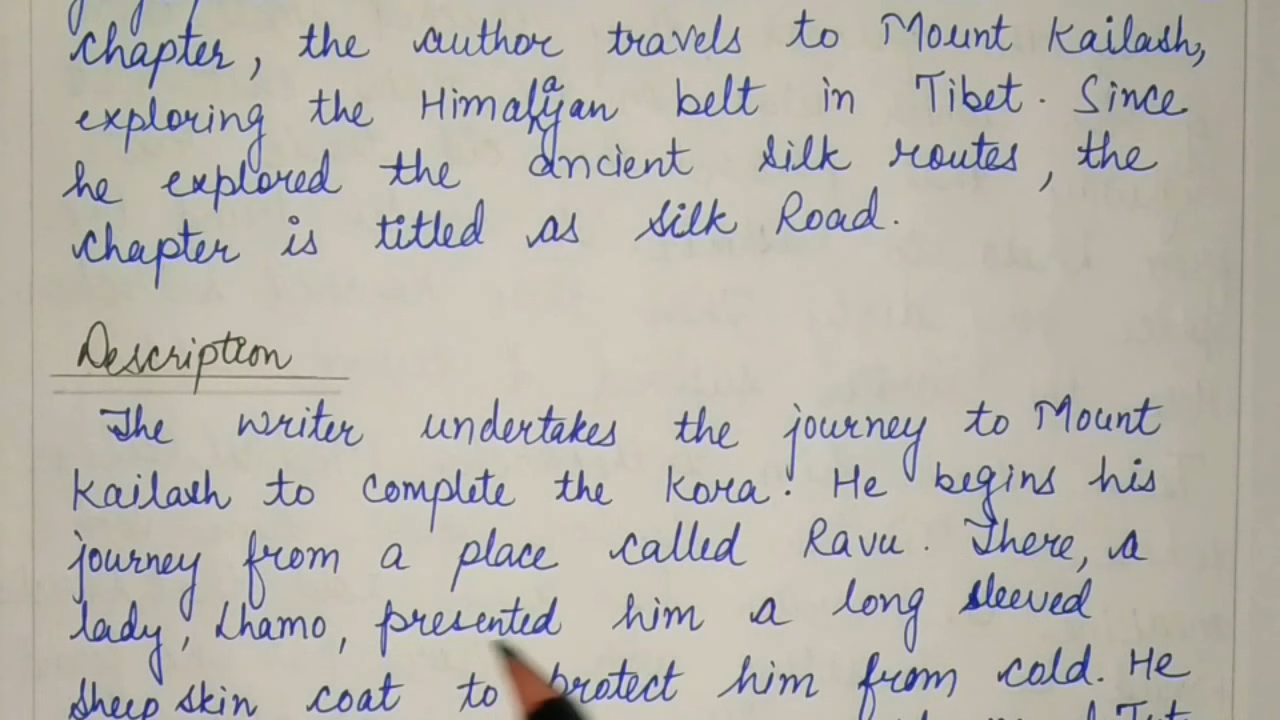 chapter, the author travels to Mount Kailash,
exploring the Himalayan belt in Tibet. Since
he explored the ancient silk routes, the
chapter is titled as Silk Road.
Description
The writer undertakes the journey to Mount
Kailash to complete the Kora. He begins his
journey from a place called Ravu. There, a
lady, Lhamo, presented him a long sleeved
sheep skin coat to protect him from cold. He